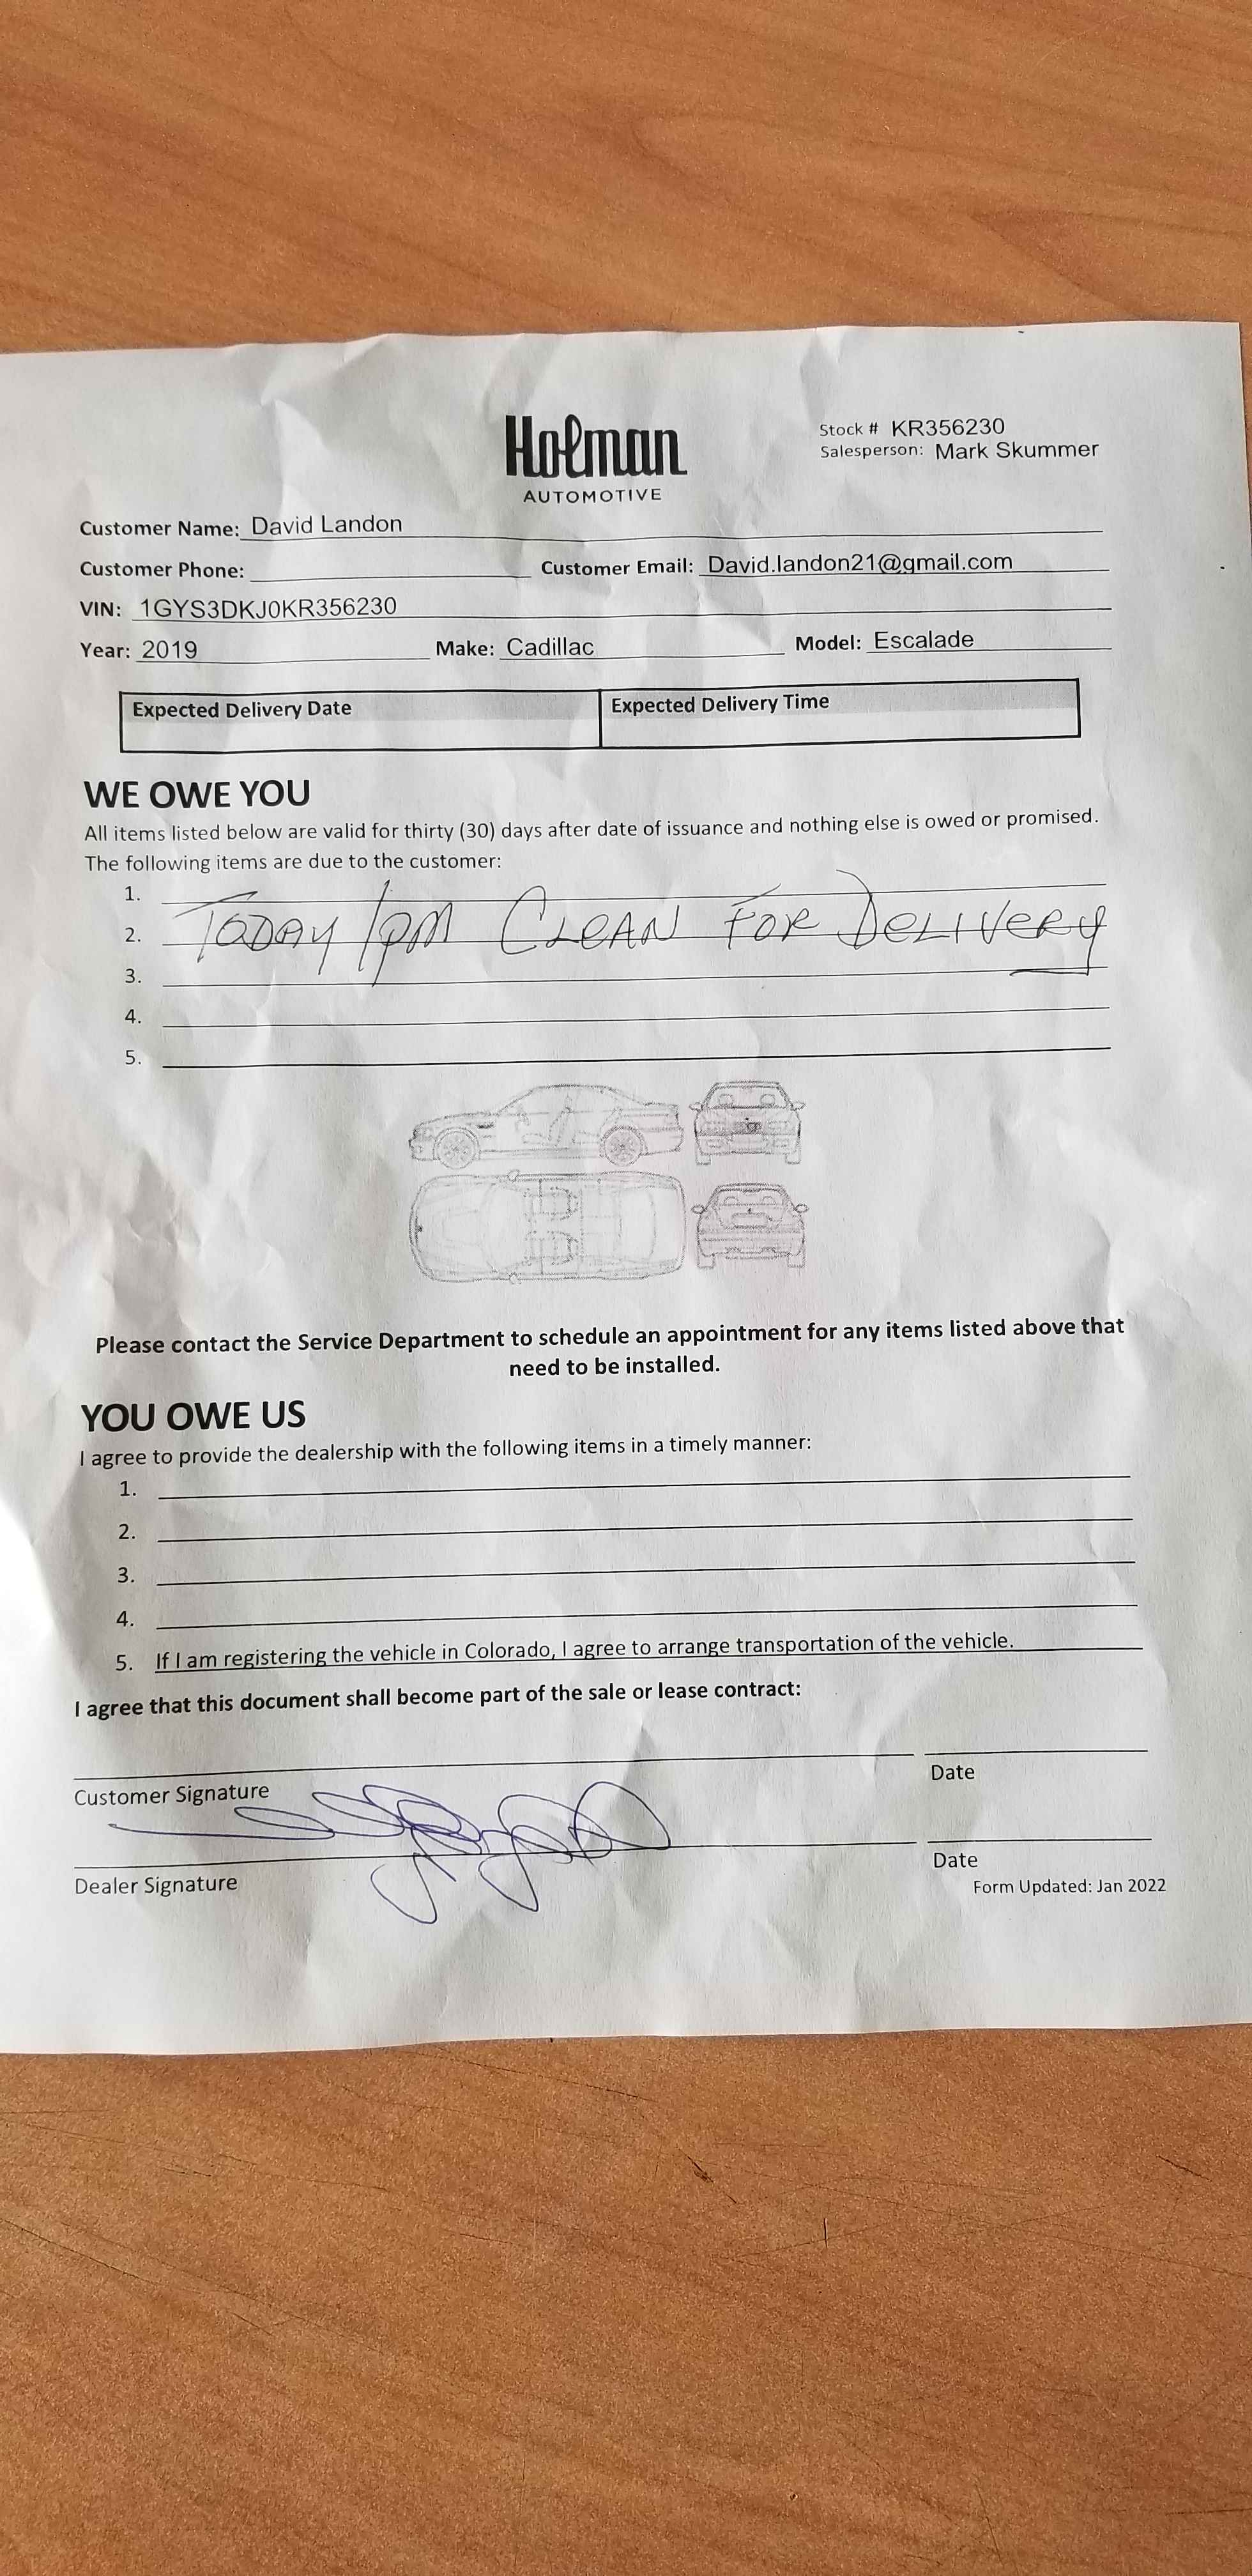 Holman
AUTOMOTIVE
Stock # KR356230
Salesperson: Mark Skummer
Customer Name: David Landon
Customer Phone: Customer Email: David.landon21@gmail.com
VIN: 1GYS3DKJ0KR356230
Year: 2019 Make: Cadillac Model: Escalade
Expected Delivery Date Expected Delivery Time
WE OWE YOU
All items listed below are valid for thirty (30) days after date of issuance and nothing else is owed or promised.
The following items are due to the customer:
1.
2. TODAY 1pm CLEAN FOR DELIVERY
3.
4.
5.
Please contact the Service Department to schedule an appointment for any items listed above that
need to be installed.
YOU OWE US
I agree to provide the dealership with the following items in a timely manner:
1.
2.
3.
4.
5. If I am registering the vehicle in Colorado, I agree to arrange transportation of the vehicle.
I agree that this document shall become part of the sale or lease contract:
Customer Signature Date
Dealer Signature Date
Form Updated: Jan 2022